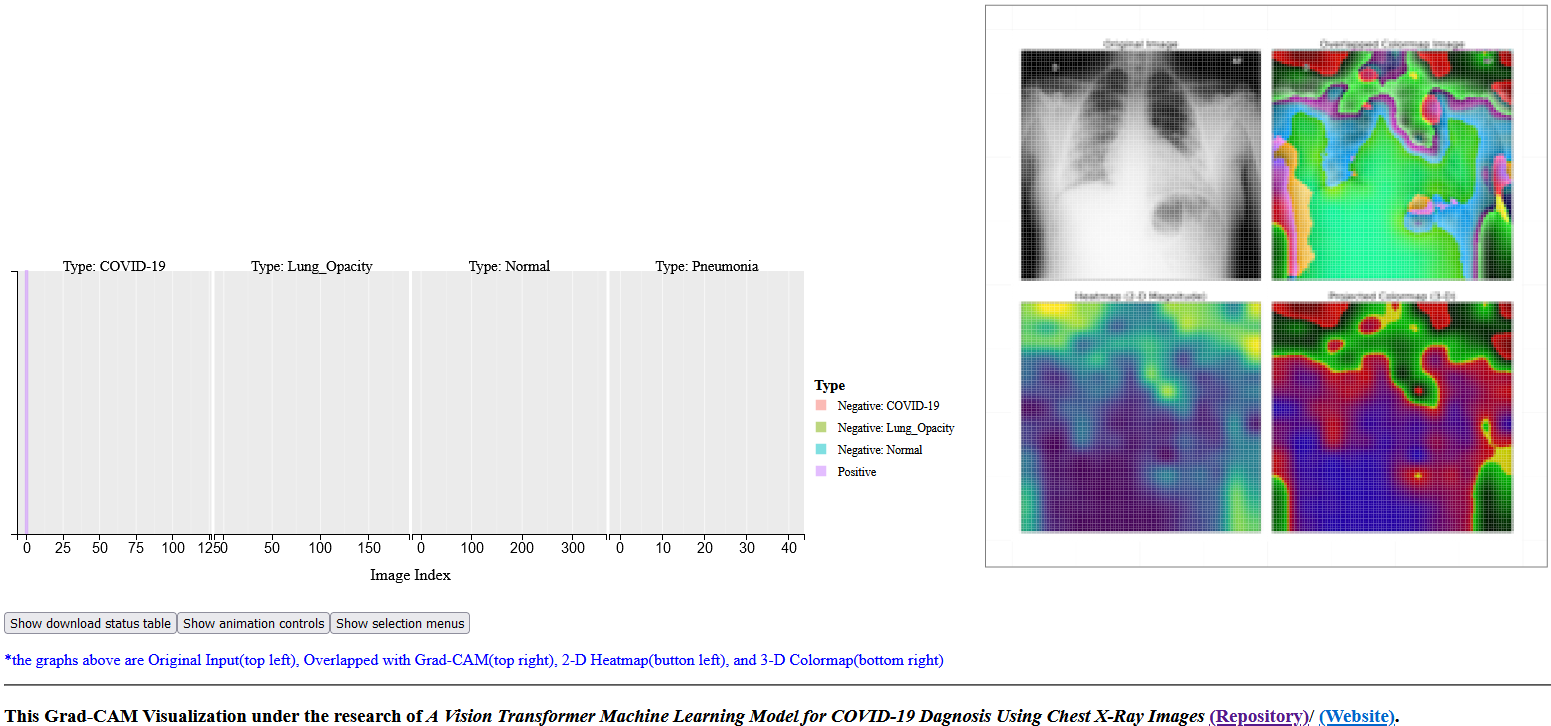 Original Image
Overlapped Colormap Image
Type: COVID-19
Type: Lung_Opacity
Type: Normal
Type: Pneumonia
Heatmap (2-D Magnitude)
Projected Colormap (3-D)
Type
Negative: COVID-19
Negative: Lung_Opacity
Negative: Normal
Positive
0 25 50 75 100 125 0 50 100 150 0 100 200 300 0 10 20 30 40
Image Index
Show download status table
Show animation controls
Show selection menus
*the graphs above are Original Input(top left), Overlapped with Grad-CAM(top right), 2-D Heatmap(button left), and 3-D Colormap(bottom right)
This Grad-CAM Visualization under the research of A Vision Transformer Machine Learning Model for COVID-19 Dagnosis Using Chest X-Ray Images (Repository)/ (Website).